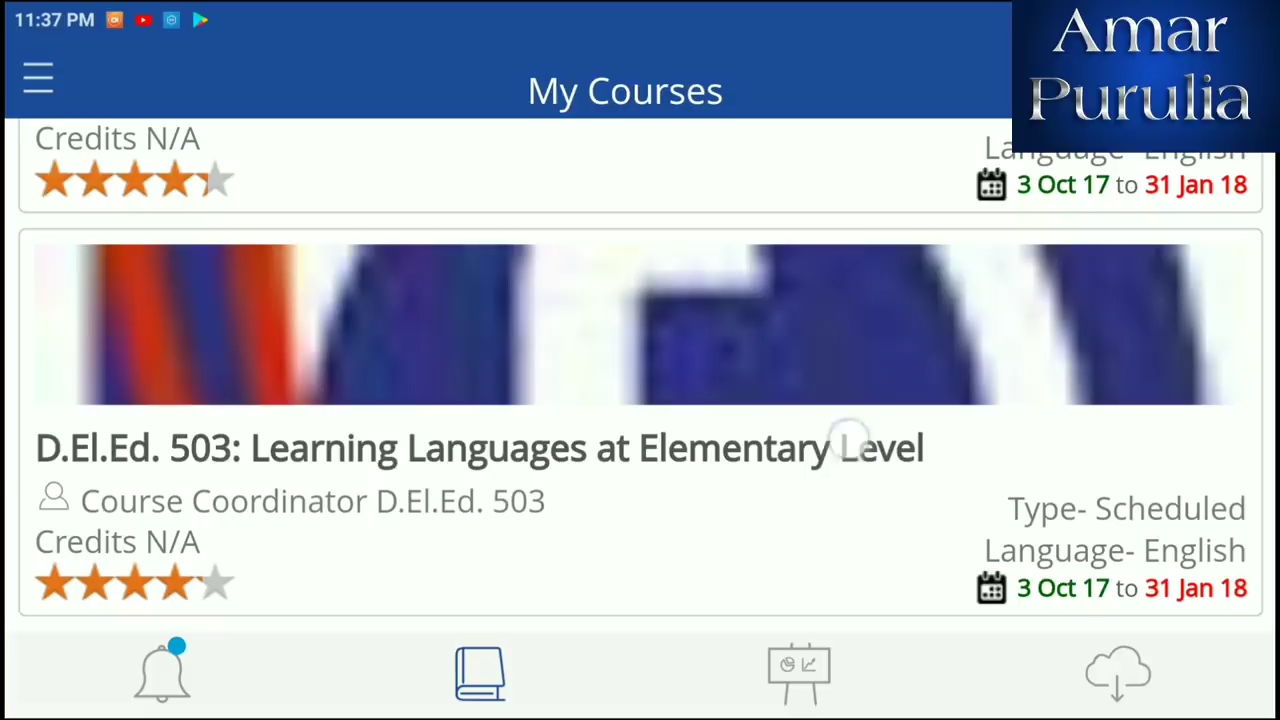 11:37 PM
Amar
Purulia
My Courses
Credits N/A
Language- English
3 Oct 17 to 31 Jan 18
D.El.Ed. 503: Learning Languages at Elementary Level
Course Coordinator D.El.Ed. 503
Type- Scheduled
Credits N/A
Language- English
3 Oct 17 to 31 Jan 18